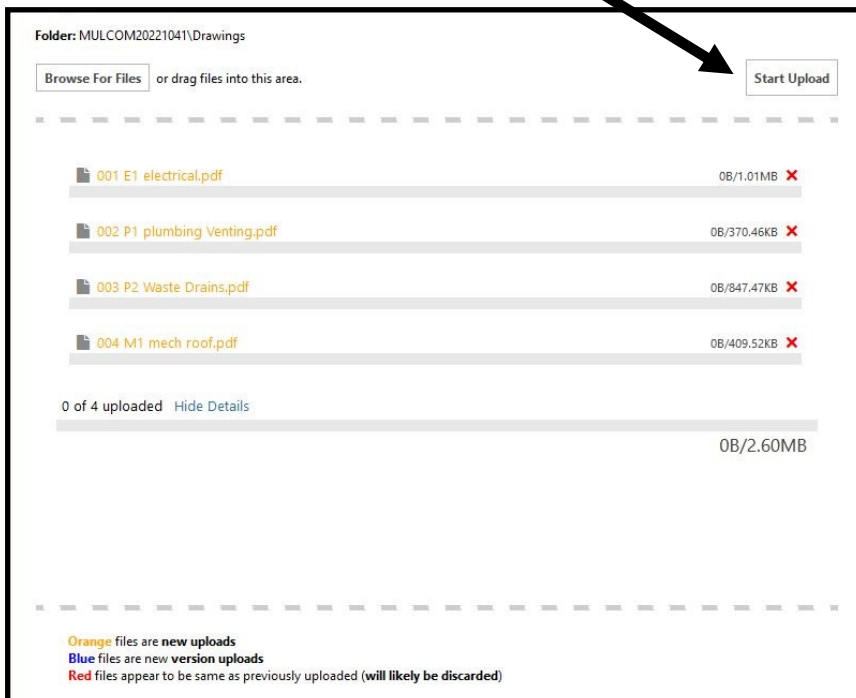 Folder: MULCOM20221041\Drawings
Browse For Files or drag files into this area. Start Upload
001 E1 electrical.pdf 0B/1.01MB
002 P1 plumbing Venting.pdf 0B/370.46KB
003 P2 Waste Drains.pdf 0B/847.47KB
004 M1 mech roof.pdf 0B/409.52KB
0 of 4 uploaded Hide Details
0B/2.60MB
Orange files are new uploads
Blue files are new version uploads
Red files appear to be same as previously uploaded (will likely be discarded)